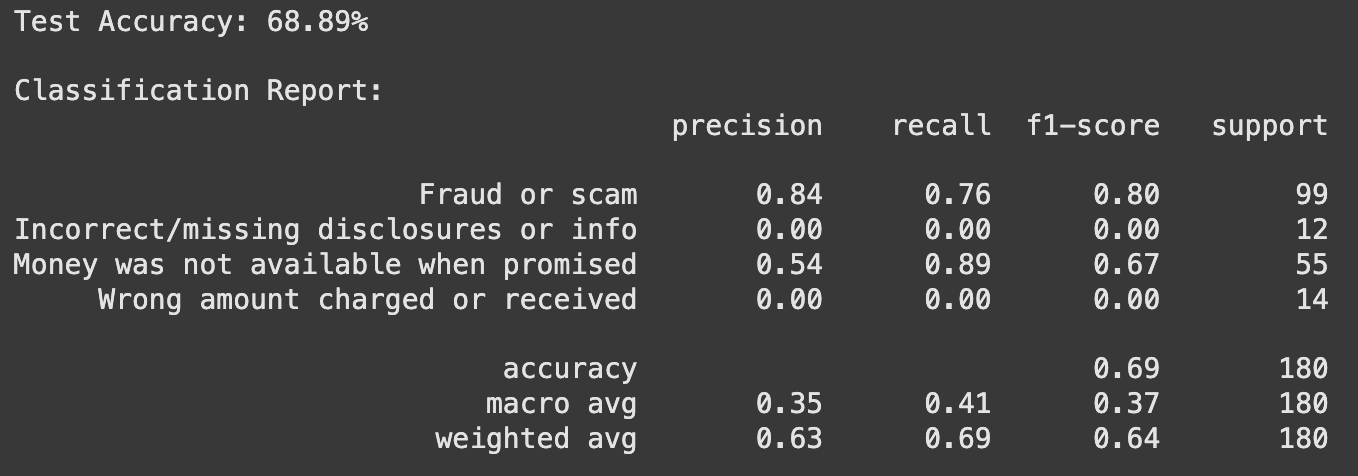 Test Accuracy: 68.89%
Classification Report:
precision recall f1-score support
Fraud or scam 0.84 0.76 0.80 99
Incorrect/missing disclosures or info 0.00 0.00 0.00 12
Money was not available when promised 0.54 0.89 0.67 55
Wrong amount charged or received 0.00 0.00 0.00 14
accuracy 0.69 180
macro avg 0.35 0.41 0.37 180
weighted avg 0.63 0.69 0.64 180